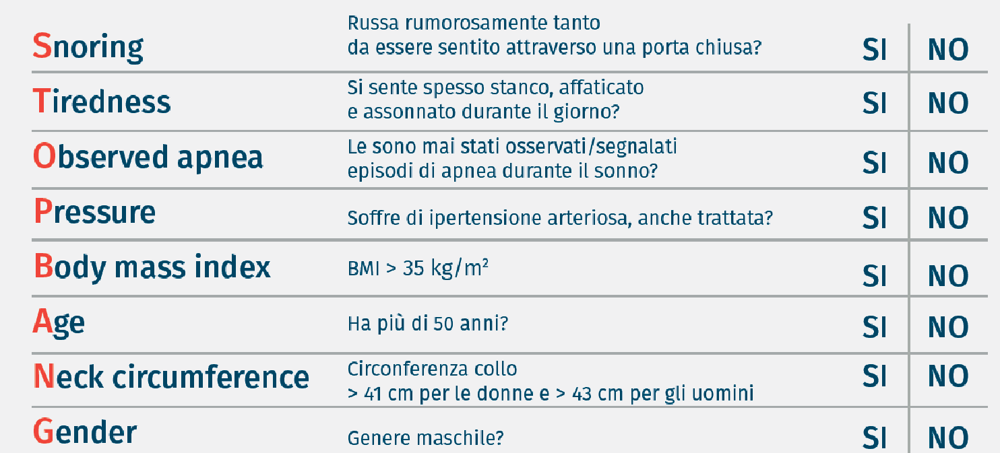 Snoring
Russa rumorosamente tanto
da essere sentito attraverso una porta chiusa?
SI NO
Tiredness
Si sente spesso stanco, affaticato
e assonnato durante il giorno?
SI NO
Observed apnea
Le sono mai stati osservati/segnalati
episodi di apnea durante il sonno?
SI NO
Pressure
Soffre di ipertensione arteriosa, anche trattata?
SI NO
Body mass index
BMI > 35 kg/m²
SI NO
Age
Ha più di 50 anni?
SI NO
Neck circumference
Circonferenza collo
> 41 cm per le donne e > 43 cm per gli uomini
SI NO
Gender
Genere maschile?
SI NO